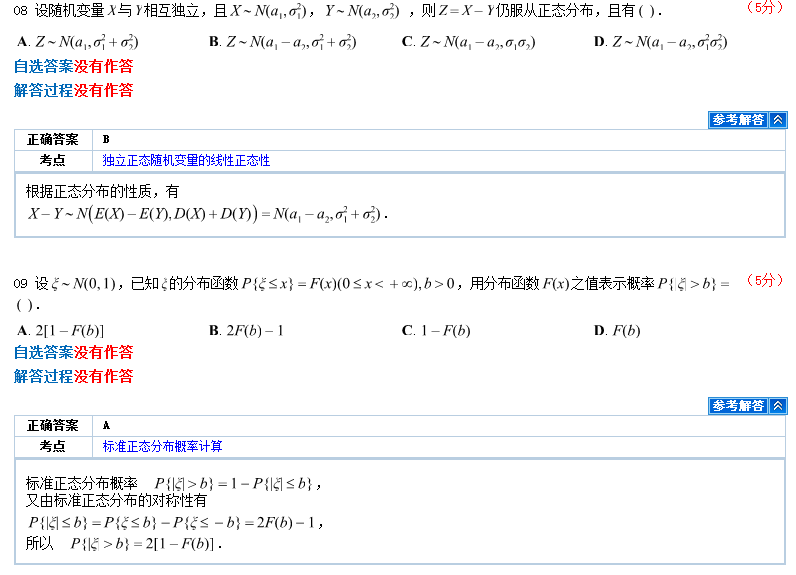 08 设随机变量X与Y相互独立，且 X ~ N(a₁,σ₁²)， Y ~ N(a₂,σ₂²) ，则 Z = X − Y仍服从正态分布，且有 ( ) . （5分）
A. Z ~ N(a₁,σ₁²+σ₂²) B. Z ~ N(a₁−a₂,σ₁²+σ₂²) C. Z ~ N(a₁−a₂,σ₁σ₂) D. Z ~ N(a₁−a₂,σ₁²σ₂²)
自选答案没有作答
解答过程没有作答
参考解答
正确答案 B
考点 独立正态随机变量的线性正态性
根据正态分布的性质，有
X − Y ~ N(E(X) − E(Y), D(X) + D(Y)) = N(a₁ − a₂, σ₁² + σ₂²) .
09 设 ξ ~ N(0,1)，已知 ξ的分布函数 P{ξ ≤ x} = F(x)(0 ≤ x < +∞), b > 0，用分布函数 F(x)之值表示概率 P{|ξ| > b} = （5分）
( ) .
A. 2[1 − F(b)] B. 2F(b) − 1 C. 1 − F(b) D. F(b)
自选答案没有作答
解答过程没有作答
参考解答
正确答案 A
考点 标准正态分布概率计算
标准正态分布概率 P{|ξ| > b} = 1 − P{|ξ| ≤ b}，
又由标准正态分布的对称性有
P{|ξ| ≤ b} = P{ξ ≤ b} − P{ξ ≤ −b} = 2F(b) − 1，
所以 P{|ξ| > b} = 2[1 − F(b)] .